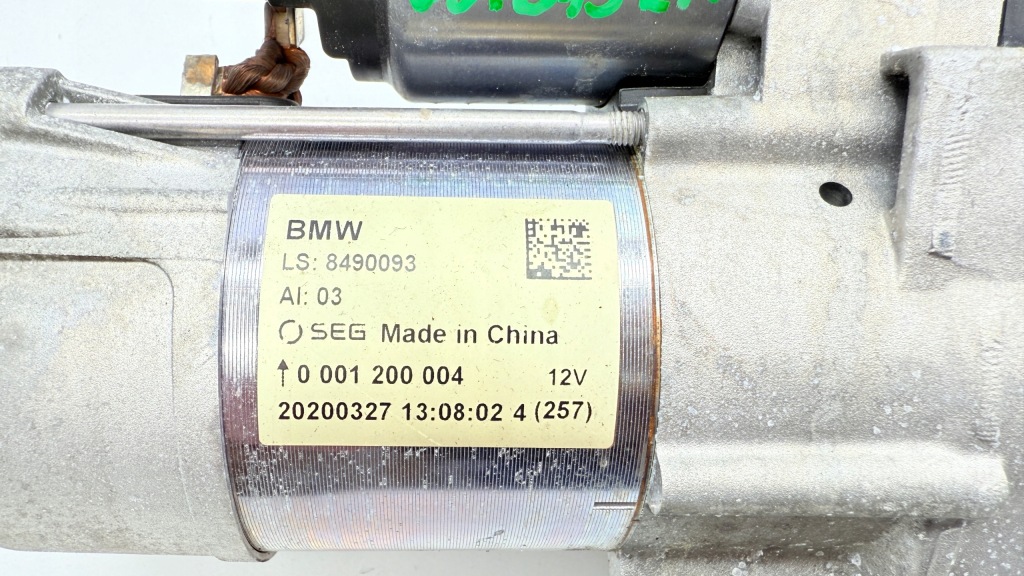 BMW
LS: 8490093
AI: 03
SEG Made in China
↑0 001 200 004 12V
20200327 13:08:02 4 (257)